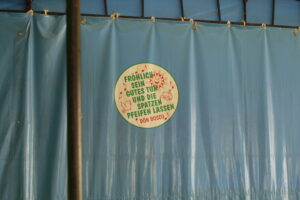 FRÖHLICH
SEIN
GUTES TUN
UND DIE
SPATZEN
PFEIFEN LASSEN
DON BOSCO